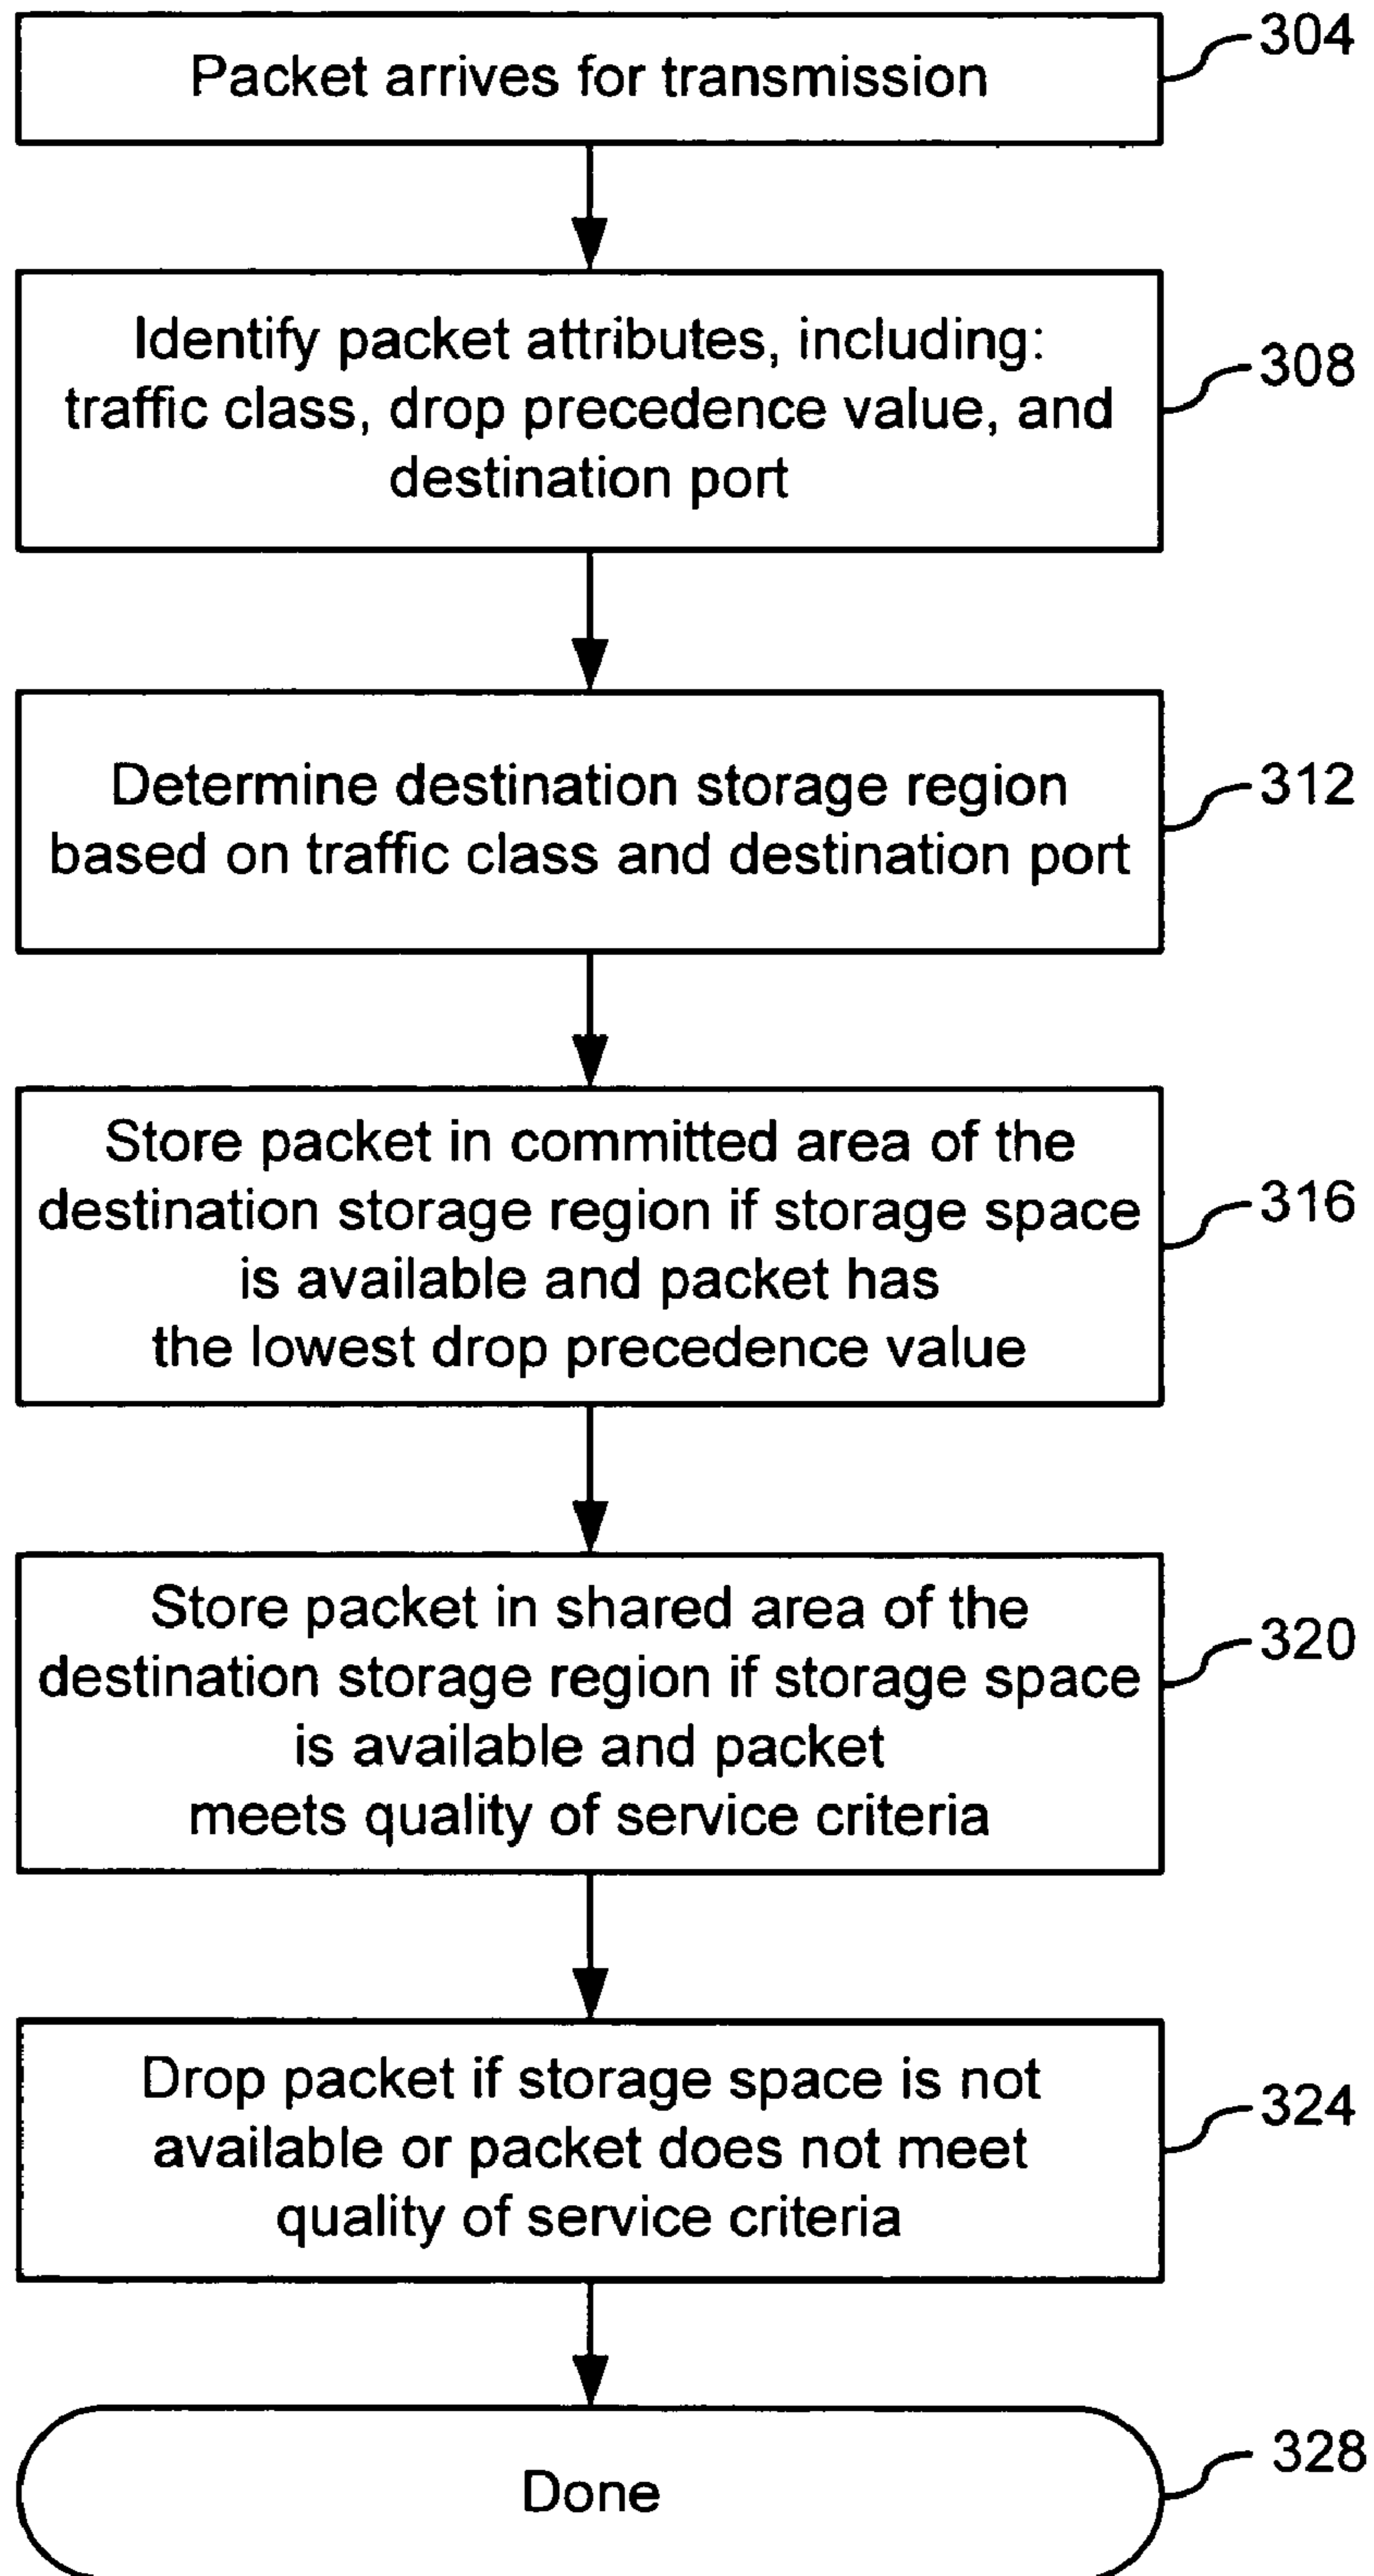 Packet arrives for transmission
304
Identify packet attributes, including:
traffic class, drop precedence value, and
destination port
308
Determine destination storage region
based on traffic class and destination port
312
Store packet in committed area of the
destination storage region if storage space
is available and packet has
the lowest drop precedence value
316
Store packet in shared area of the
destination storage region if storage space
is available and packet
meets quality of service criteria
320
Drop packet if storage space is not
available or packet does not meet
quality of service criteria
324
Done
328